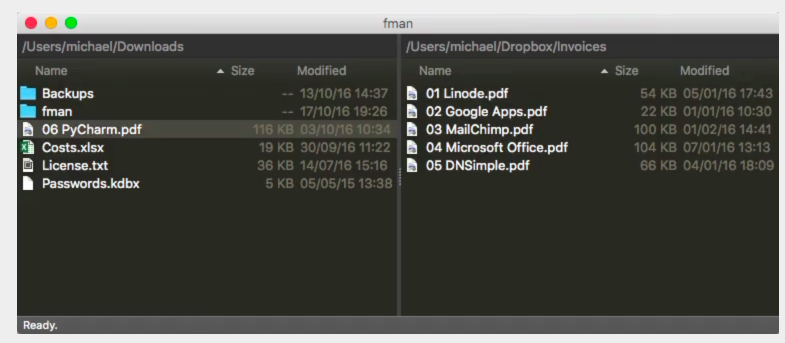 fman
/Users/michael/Downloads
Name Size Modified
Backups -- 13/10/16 14:37
fman -- 17/10/16 19:26
06 PyCharm.pdf 116 KB 03/10/16 10:34
Costs.xlsx 19 KB 30/09/16 11:22
License.txt 36 KB 14/07/16 15:16
Passwords.kdbx 5 KB 05/05/15 13:38
/Users/michael/Dropbox/Invoices
Name Size Modified
01 Linode.pdf 54 KB 05/01/16 17:43
02 Google Apps.pdf 22 KB 01/01/16 10:30
03 MailChimp.pdf 100 KB 01/02/16 14:41
04 Microsoft Office.pdf 104 KB 07/01/16 13:13
05 DNSimple.pdf 66 KB 04/01/16 18:09
Ready.